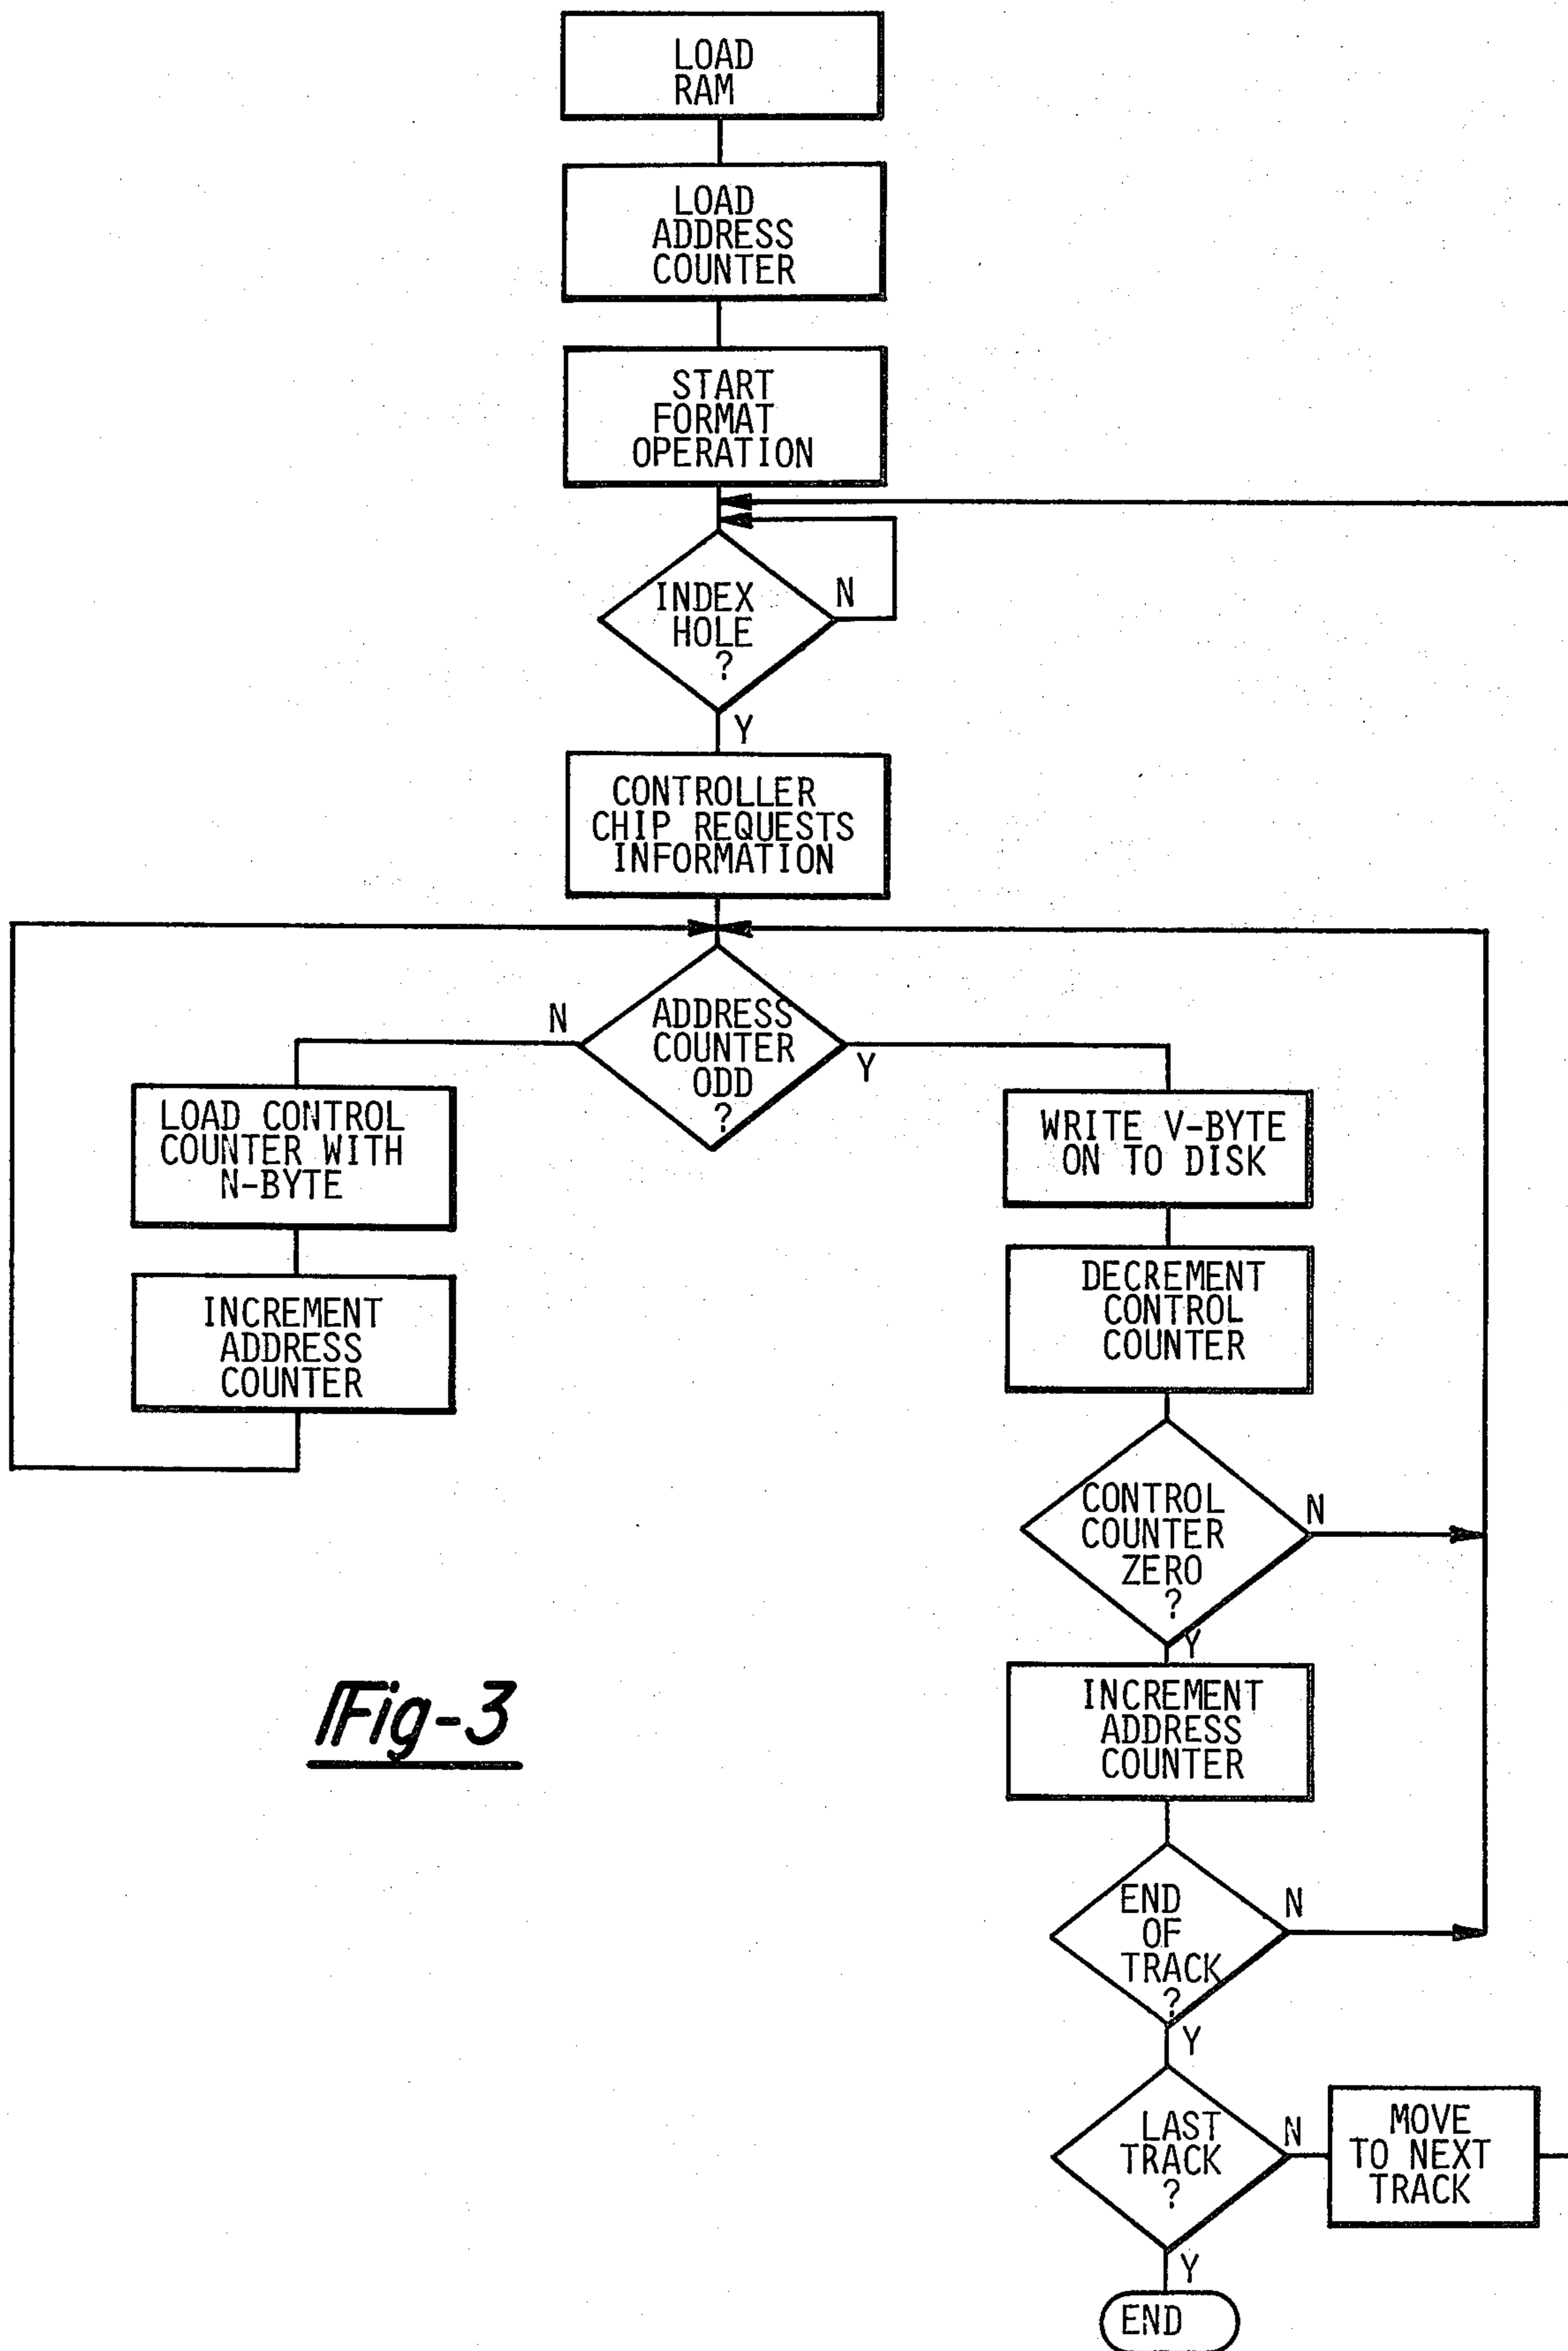 LOAD
RAM
LOAD
ADDRESS
COUNTER
START
FORMAT
OPERATION
INDEX
HOLE
?
N
Y
CONTROLLER
CHIP REQUESTS
INFORMATION
ADDRESS
COUNTER
ODD
?
N
Y
LOAD CONTROL
COUNTER WITH
N-BYTE
INCREMENT
ADDRESS
COUNTER
WRITE V-BYTE
ON TO DISK
DECREMENT
CONTROL
COUNTER
CONTROL
COUNTER
ZERO
?
N
Y
INCREMENT
ADDRESS
COUNTER
END
OF
TRACK
?
N
Y
LAST
TRACK
?
N
MOVE
TO NEXT
TRACK
Y
END
Fig-3